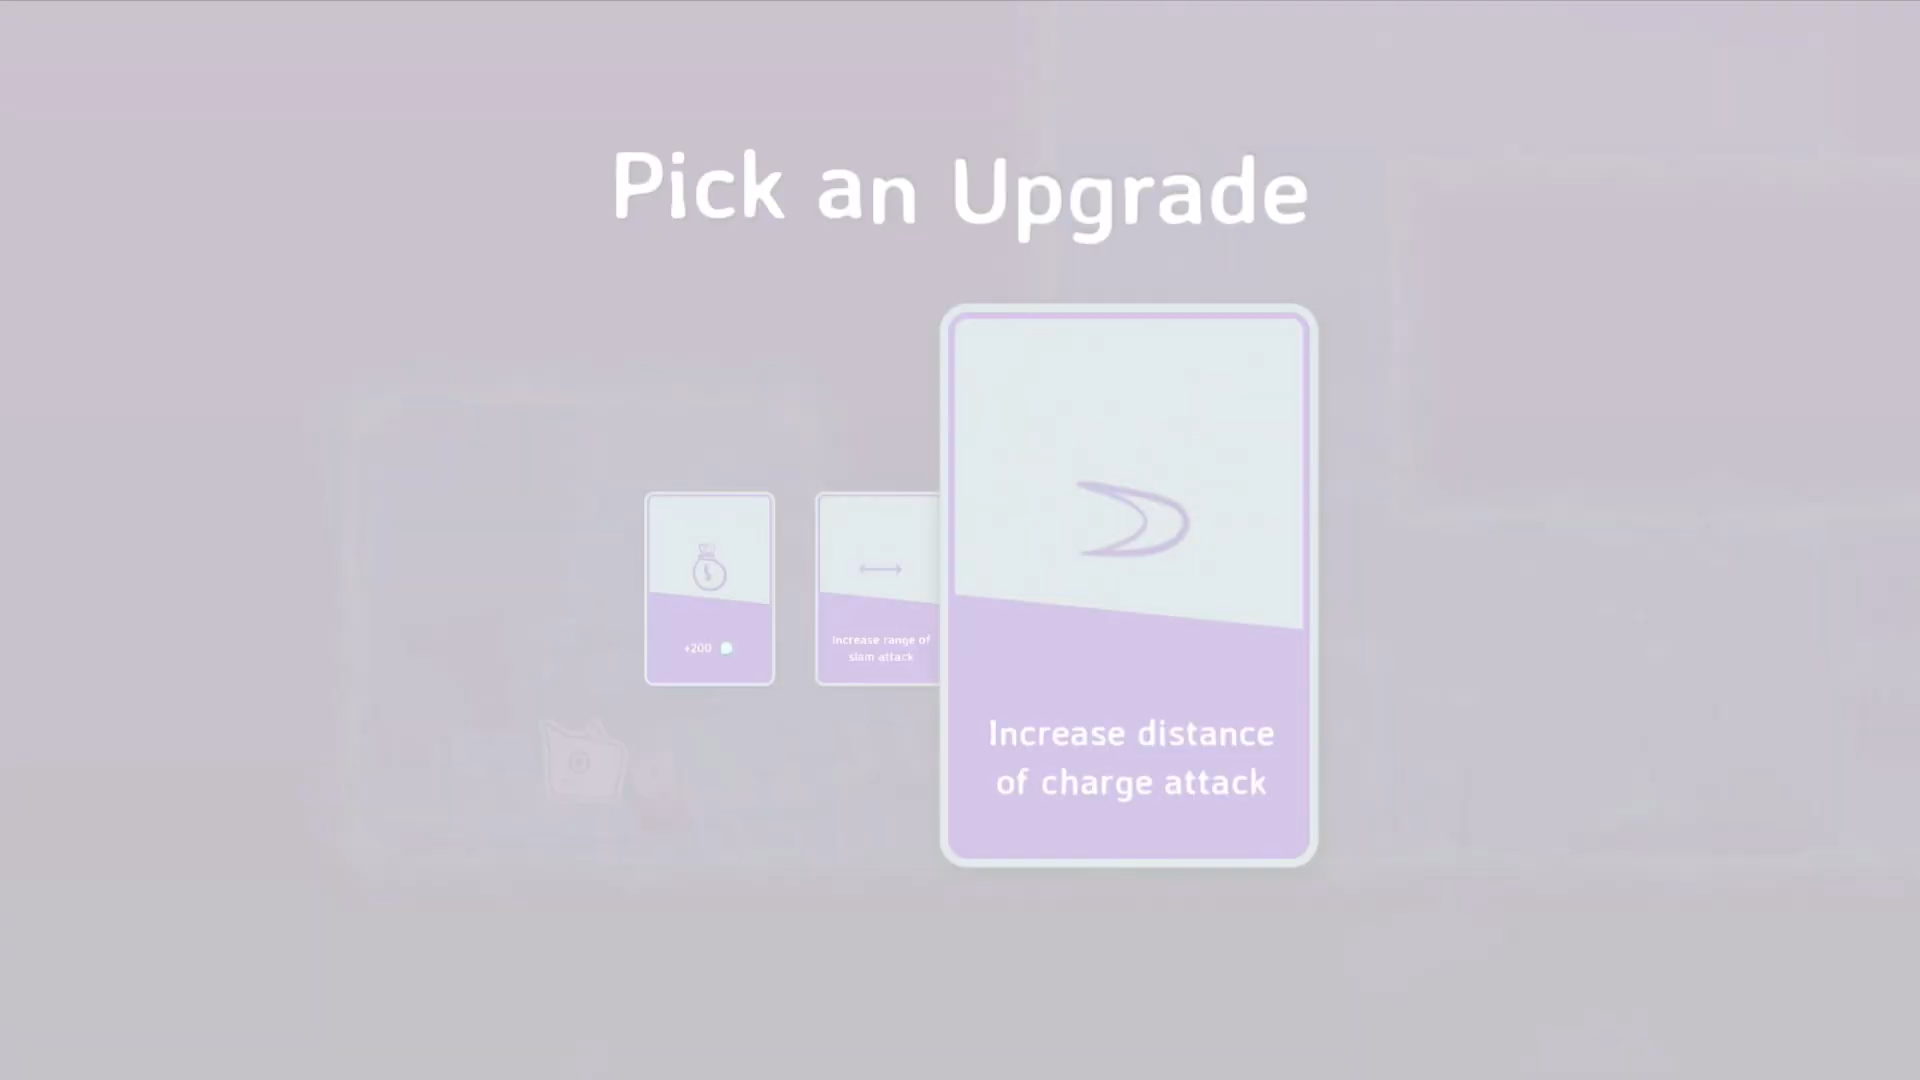 Pick an Upgrade
+200
Increase range of
slam attack
Increase distance
of charge attack